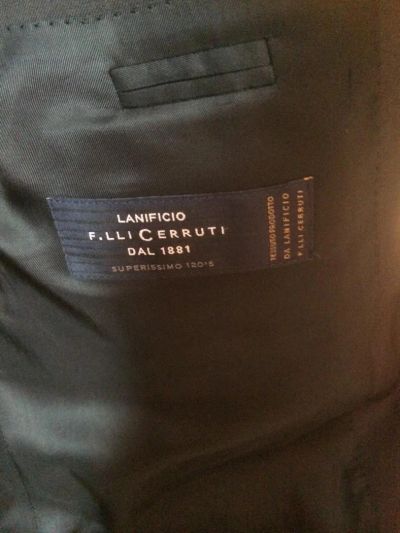 LANIFICIO
F.LLI CERRUTI
DAL 1881
SUPERISSIMO 120'S
TESSUTO PRODOTTO
DA LANIFICIO
F.LLI CERRUTI